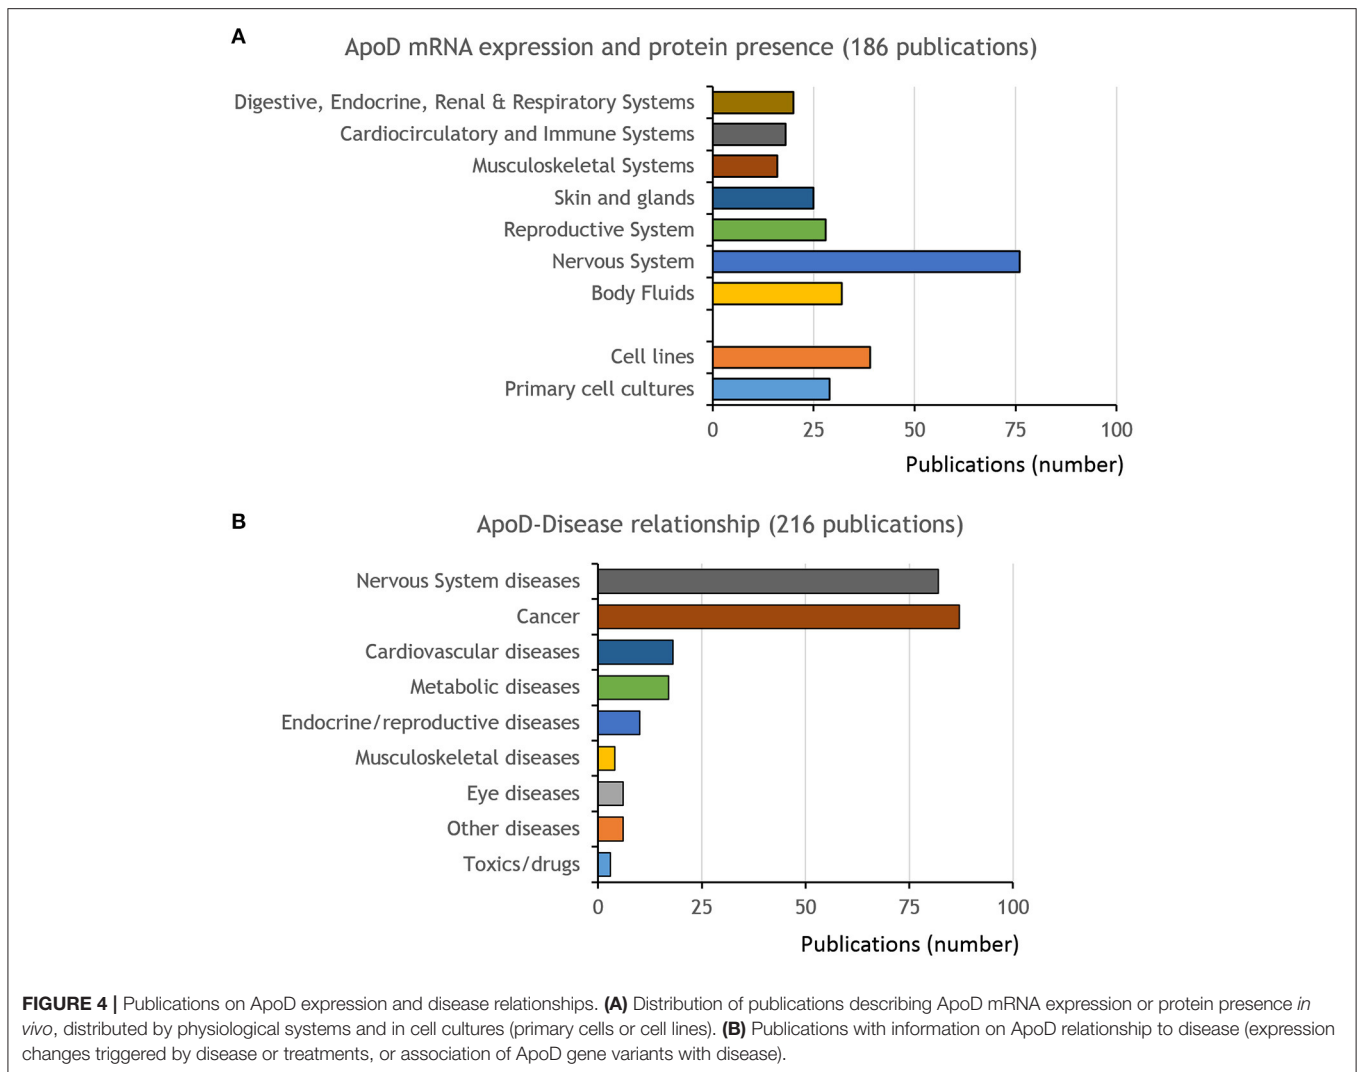 A
ApoD mRNA expression and protein presence (186 publications)
Digestive, Endocrine, Renal & Respiratory Systems
Cardiocirculatory and Immune Systems
Musculoskeletal Systems
Skin and glands
Reproductive System
Nervous System
Body Fluids
Cell lines
Primary cell cultures
0 25 50 75 100
Publications (number)
B
ApoD-Disease relationship (216 publications)
Nervous System diseases
Cancer
Cardiovascular diseases
Metabolic diseases
Endocrine/reproductive diseases
Musculoskeletal diseases
Eye diseases
Other diseases
Toxics/drugs
0 25 50 75 100
Publications (number)
FIGURE 4 | Publications on ApoD expression and disease relationships. (A) Distribution of publications describing ApoD mRNA expression or protein presence in
vivo, distributed by physiological systems and in cell cultures (primary cells or cell lines). (B) Publications with information on ApoD relationship to disease (expression
changes triggered by disease or treatments, or association of ApoD gene variants with disease).